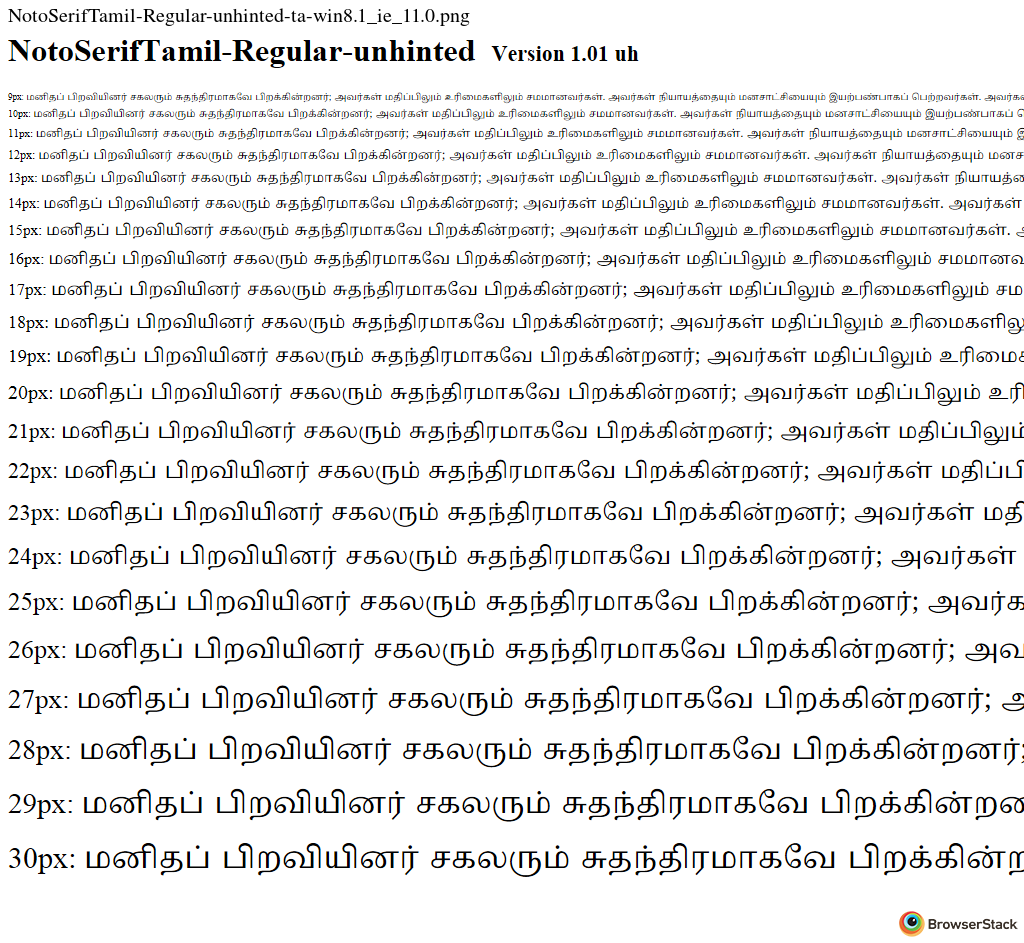 NotoSerifTamil-Regular-unhinted-ta-win8.1_ie_11.0.png
NotoSerifTamil-Regular-unhinted Version 1.01 uh
9px: மனிதப் பிறவியினர் சகலரும் சுதந்திரமாகவே பிறக்கின்றனர்; அவர்கள் மதிப்பிலும் உரிமைகளிலும் சமமானவர்கள். அவர்கள் நியாயத்தையும் மனசாட்சியையும் இயற்பண்பாகப் பெற்றவர்கள்.
10px: மனிதப் பிறவியினர் சகலரும் சுதந்திரமாகவே பிறக்கின்றனர்; அவர்கள் மதிப்பிலும் உரிமைகளிலும் சமமானவர்கள். அவர்கள் நியாயத்தையும் மனசாட்சியையும் இயற்பண்பாகப்
11px: மனிதப் பிறவியினர் சகலரும் சுதந்திரமாகவே பிறக்கின்றனர்; அவர்கள் மதிப்பிலும் உரிமைகளிலும் சமமானவர்கள். அவர்கள் நியாயத்தையும் மனசாட்சியையும்
12px: மனிதப் பிறவியினர் சகலரும் சுதந்திரமாகவே பிறக்கின்றனர்; அவர்கள் மதிப்பிலும் உரிமைகளிலும் சமமானவர்கள். அவர்கள் நியாயத்தையும்
13px: மனிதப் பிறவியினர் சகலரும் சுதந்திரமாகவே பிறக்கின்றனர்; அவர்கள் மதிப்பிலும் உரிமைகளிலும் சமமானவர்கள். அவர்கள்
14px: மனிதப் பிறவியினர் சகலரும் சுதந்திரமாகவே பிறக்கின்றனர்; அவர்கள் மதிப்பிலும் உரிமைகளிலும் சமமானவர்கள். அவர்கள்
15px: மனிதப் பிறவியினர் சகலரும் சுதந்திரமாகவே பிறக்கின்றனர்; அவர்கள் மதிப்பிலும் உரிமைகளிலும் சமமானவர்கள்.
16px: மனிதப் பிறவியினர் சகலரும் சுதந்திரமாகவே பிறக்கின்றனர்; அவர்கள் மதிப்பிலும் உரிமைகளிலும் சமமானவ
17px: மனிதப் பிறவியினர் சகலரும் சுதந்திரமாகவே பிறக்கின்றனர்; அவர்கள் மதிப்பிலும் உரிமைகளிலும் சம
18px: மனிதப் பிறவியினர் சகலரும் சுதந்திரமாகவே பிறக்கின்றனர்; அவர்கள் மதிப்பிலும் உரிமைகளிலு
19px: மனிதப் பிறவியினர் சகலரும் சுதந்திரமாகவே பிறக்கின்றனர்; அவர்கள் மதிப்பிலும் உரிமை
20px: மனிதப் பிறவியினர் சகலரும் சுதந்திரமாகவே பிறக்கின்றனர்; அவர்கள் மதிப்பிலும் உரி
21px: மனிதப் பிறவியினர் சகலரும் சுதந்திரமாகவே பிறக்கின்றனர்; அவர்கள் மதிப்பிலும்
22px: மனிதப் பிறவியினர் சகலரும் சுதந்திரமாகவே பிறக்கின்றனர்; அவர்கள் மதிப்பி
23px: மனிதப் பிறவியினர் சகலரும் சுதந்திரமாகவே பிறக்கின்றனர்; அவர்கள் மதி
24px: மனிதப் பிறவியினர் சகலரும் சுதந்திரமாகவே பிறக்கின்றனர்; அவர்கள்
25px: மனிதப் பிறவியினர் சகலரும் சுதந்திரமாகவே பிறக்கின்றனர்; அவர்க
26px: மனிதப் பிறவியினர் சகலரும் சுதந்திரமாகவே பிறக்கின்றனர்; அவ
27px: மனிதப் பிறவியினர் சகலரும் சுதந்திரமாகவே பிறக்கின்றனர்;
28px: மனிதப் பிறவியினர் சகலரும் சுதந்திரமாகவே பிறக்கின்றனர்;
29px: மனிதப் பிறவியினர் சகலரும் சுதந்திரமாகவே பிறக்கின்றன
30px: மனிதப் பிறவியினர் சகலரும் சுதந்திரமாகவே பிறக்கின்ற
BrowserStack